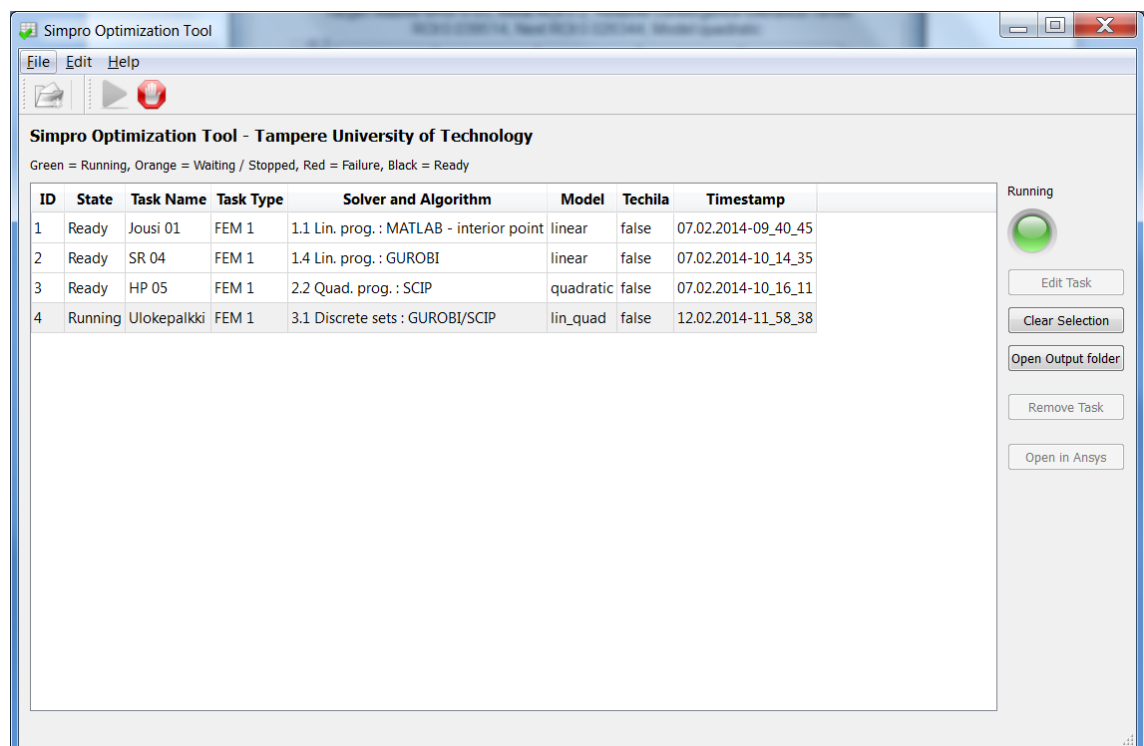 Simpro Optimization Tool
File Edit Help
Simpro Optimization Tool - Tampere University of Technology
Green = Running, Orange = Waiting / Stopped, Red = Failure, Black = Ready
ID State Task Name Task Type Solver and Algorithm Model Techila Timestamp
1 Ready Jousi 01 FEM 1 1.1 Lin. prog. : MATLAB - interior point linear false 07.02.2014-09_40_45
2 Ready SR 04 FEM 1 1.4 Lin. prog. : GUROBI linear false 07.02.2014-10_14_35
3 Ready HP 05 FEM 1 2.2 Quad. prog. : SCIP quadratic false 07.02.2014-10_16_11
4 Running Ulokepalkki FEM 1 3.1 Discrete sets : GUROBI/SCIP lin_quad false 12.02.2014-11_58_38
Running
Edit Task
Clear Selection
Open Output folder
Remove Task
Open in Ansys